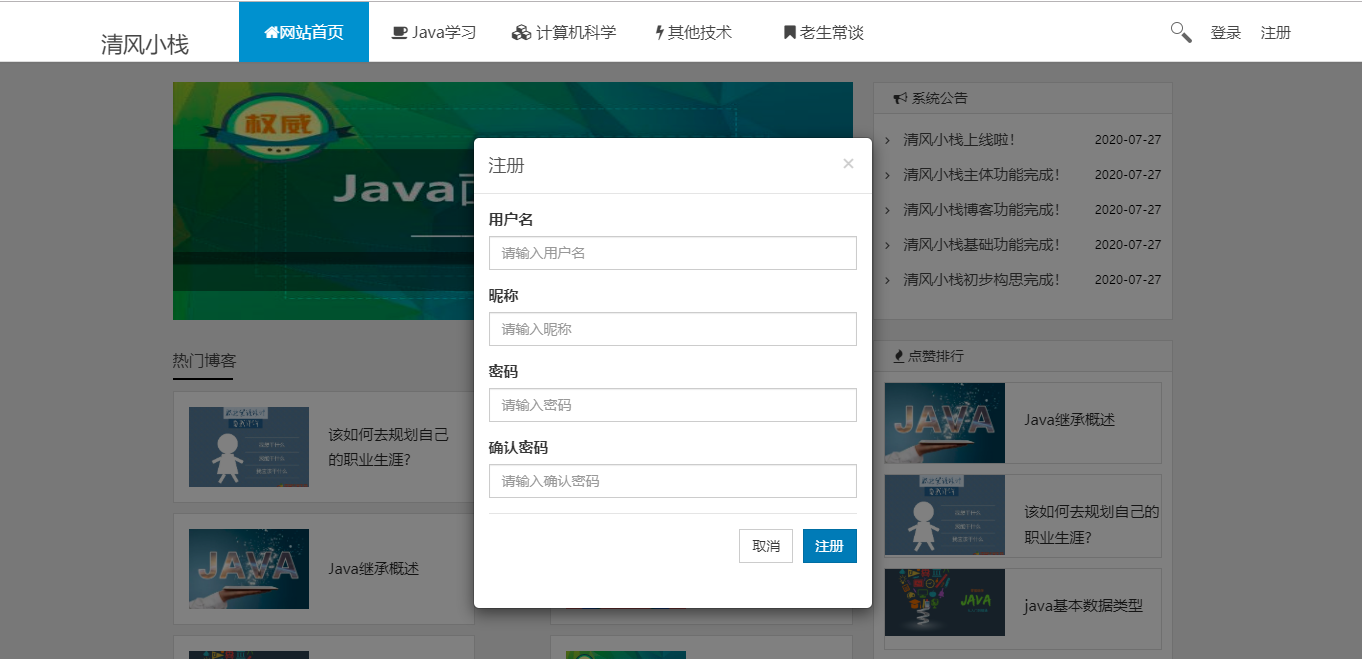 清风小栈
网站首页
Java学习
计算机科学
其他技术
老生常谈
登录
注册
权威
Java
系统公告
清风小栈上线啦！ 2020-07-27
清风小栈主体功能完成！ 2020-07-27
清风小栈博客功能完成！ 2020-07-27
清风小栈基础功能完成！ 2020-07-27
清风小栈初步构思完成！ 2020-07-27
注册 ×
用户名
请输入用户名
昵称
请输入昵称
密码
请输入密码
确认密码
请输入确认密码
取消
注册
热门博客
该如何去规划自己
的职业生涯?
JAVA
Java继承概述
点赞排行
JAVA
Java继承概述
该如何去规划自己的
职业生涯?
JAVA
java基本数据类型